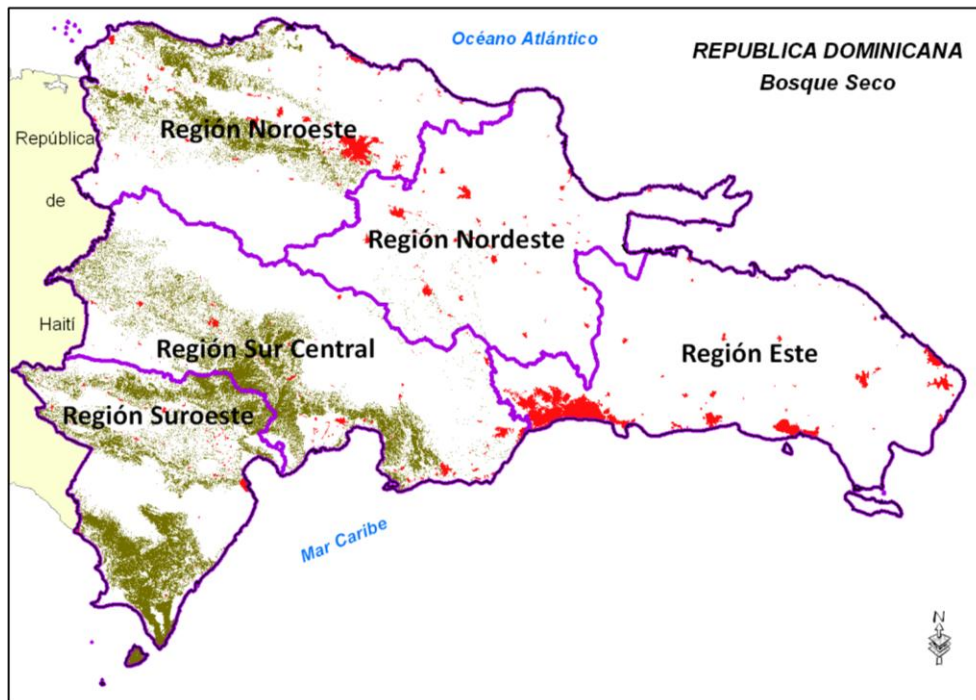 Océano Atlántico
REPUBLICA DOMINICANA
Bosque Seco
República
de
Haití
Región Noroeste
Región Nordeste
Región Sur Central
Región Este
Región Suroeste
Mar Caribe
N